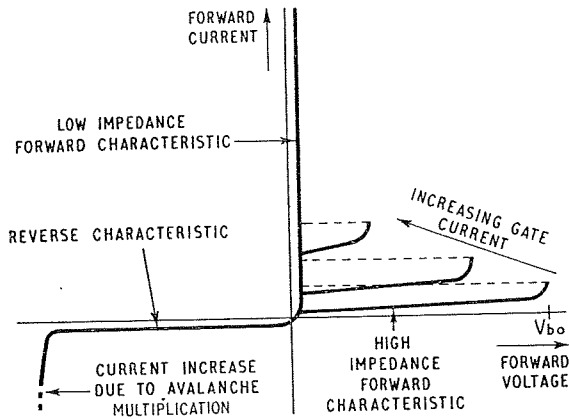 FORWARD
CURRENT
LOW IMPEDANCE
FORWARD CHARACTERISTIC
INCREASING GATE
CURRENT
REVERSE CHARACTERISTIC
Vbo
CURRENT INCREASE
DUE TO AVALANCHE
MULTIPLICATION
HIGH
IMPEDANCE
FORWARD
CHARACTERISTIC
FORWARD
VOLTAGE